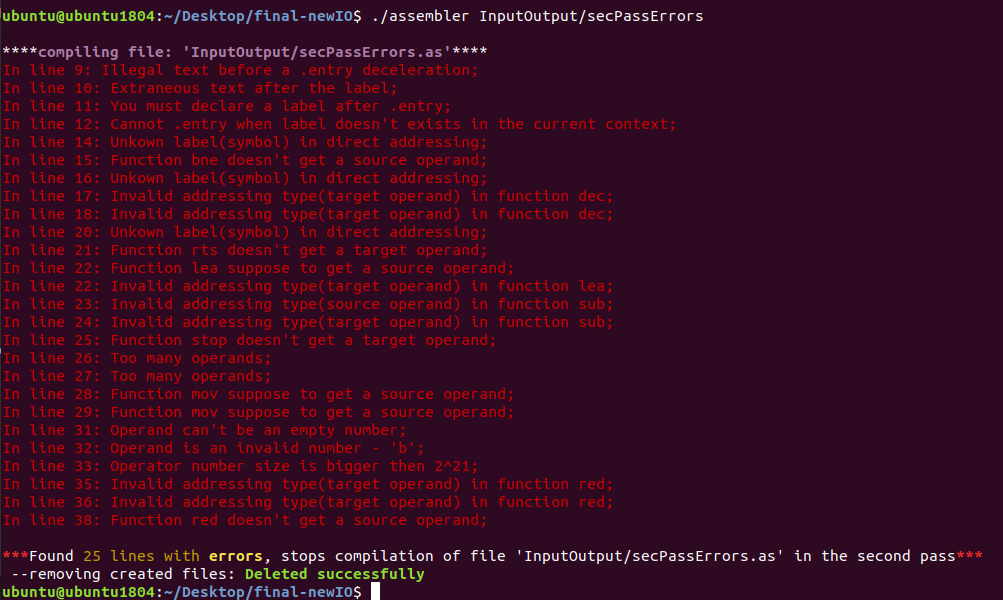 ubuntu@ubuntu1804:~/Desktop/final-newIO$ ./assembler InputOutput/secPassErrors
****compiling file: 'InputOutput/secPassErrors.as'****
In line 9: Illegal text before a .entry deceleration;
In line 10: Extraneous text after the label;
In line 11: You must declare a label after .entry;
In line 12: Cannot .entry when label doesn't exists in the current context;
In line 14: Unkown label(symbol) in direct addressing;
In line 15: Function bne doesn't get a source operand;
In line 16: Unkown label(symbol) in direct addressing;
In line 17: Invalid addressing type(target operand) in function dec;
In line 18: Invalid addressing type(target operand) in function dec;
In line 20: Unkown label(symbol) in direct addressing;
In line 21: Function rts doesn't get a target operand;
In line 22: Function lea suppose to get a source operand;
In line 22: Invalid addressing type(target operand) in function lea;
In line 23: Invalid addressing type(source operand) in function sub;
In line 24: Invalid addressing type(target operand) in function sub;
In line 25: Function stop doesn't get a target operand;
In line 26: Too many operands;
In line 27: Too many operands;
In line 28: Function mov suppose to get a source operand;
In line 29: Function mov suppose to get a source operand;
In line 31: Operand can't be an empty number;
In line 32: Operand is an invalid number - 'b';
In line 33: Operator number size is bigger then 2^21;
In line 35: Invalid addressing type(target operand) in function red;
In line 36: Invalid addressing type(target operand) in function red;
In line 38: Function red doesn't get a source operand;
***Found 25 lines with errors, stops compilation of file 'InputOutput/secPassErrors.as' in the second pass***
--removing created files: Deleted successfully
ubuntu@ubuntu1804:~/Desktop/final-newIO$